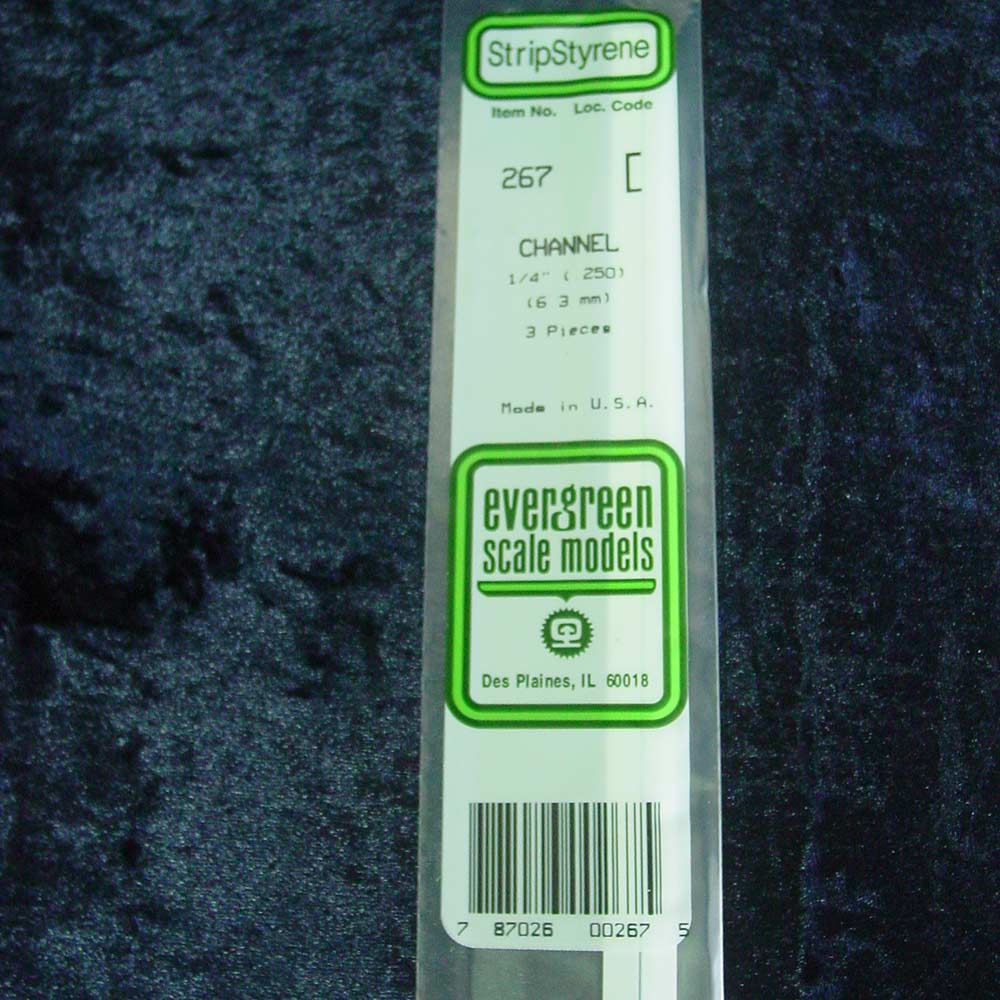 StripStyrene
Item No. Loc. Code
267
CHANNEL
1/4" ( 250)
(6 3 mm)
3 Pieces
Made in U.S.A.
evergreen
scale models
Des Plaines, IL 60018
7 87026 00267 5